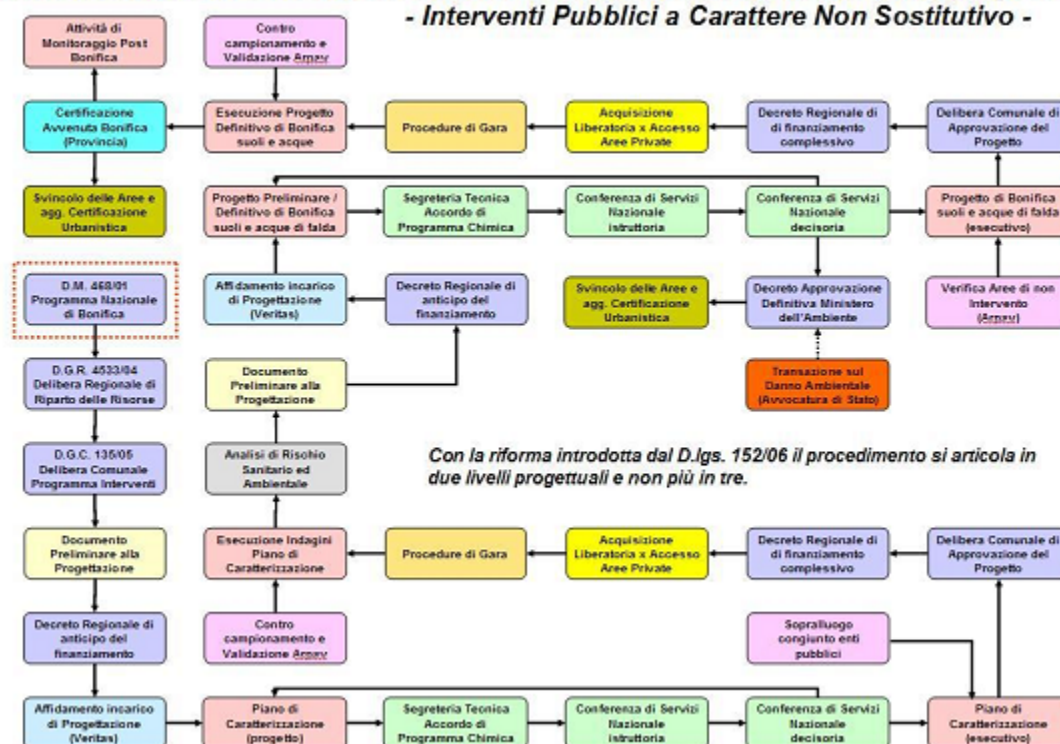 - Interventi Pubblici a Carattere Non Sostitutivo -
Attività di
Monitoraggio Post
Bonifica
Contro
campionamento e
Validazione Arpav
Certificazione
Avvenuta Bonifica
(Provincia)
Esecuzione Progetto
Definitivo di Bonifica
suoli e acque
Procedure di Gara
Acquisizione
Liberatoria x Accesso
Aree Private
Decreto Regionale di
di finanziamento
complessivo
Delibera Comunale di
Approvazione del
Progetto
Svincolo delle Aree e
agg. Certificazione
Urbanistica
Progetto Preliminare /
Definitivo di Bonifica
suoli e acque di falda
Segreteria Tecnica
Accordo di
Programma Chimica
Conferenza di Servizi
Nazionale
istruttoria
Conferenza di Servizi
Nazionale
decisoria
Progetto di Bonifica
suoli e acque di falda
(esecutivo)
D.M. 468/01
Programma Nazionale
di Bonifica
Affidamento incarico
di Progettazione
(Veritas)
Decreto Regionale di
anticipo del
finanziamento
Svincolo delle Aree e
agg. Certificazione
Urbanistica
Decreto Approvazione
Definitiva Ministero
dell'Ambiente
Verifica Aree di non
Intervento
(Arpav)
D.G.R. 4533/04
Delibera Regionale di
Riparto delle Risorse
Documento
Preliminare alla
Progettazione
Transazione sul
Danno Ambientale
(Avvocatura di Stato)
D.G.C. 135/05
Delibera Comunale
Programma Interventi
Analisi di Rischio
Sanitario ed
Ambientale
Con la riforma introdotta dal D.lgs. 152/06 il procedimento si articola in
due livelli progettuali e non più in tre.
Documento
Preliminare alla
Progettazione
Esecuzione Indagini
Piano di
Caratterizzazione
Procedure di Gara
Acquisizione
Liberatoria x Accesso
Aree Private
Decreto Regionale di
di finanziamento
complessivo
Delibera Comunale di
Approvazione del
Progetto
Decreto Regionale di
anticipo del
finanziamento
Contro
campionamento e
Validazione Arpav
Sopralluogo
congiunto enti
pubblici
Affidamento incarico
di Progettazione
(Veritas)
Piano di
Caratterizzazione
(progetto)
Segreteria Tecnica
Accordo di
Programma Chimica
Conferenza di Servizi
Nazionale
istruttoria
Conferenza di Servizi
Nazionale
decisoria
Piano di
Caratterizzazione
(esecutivo)